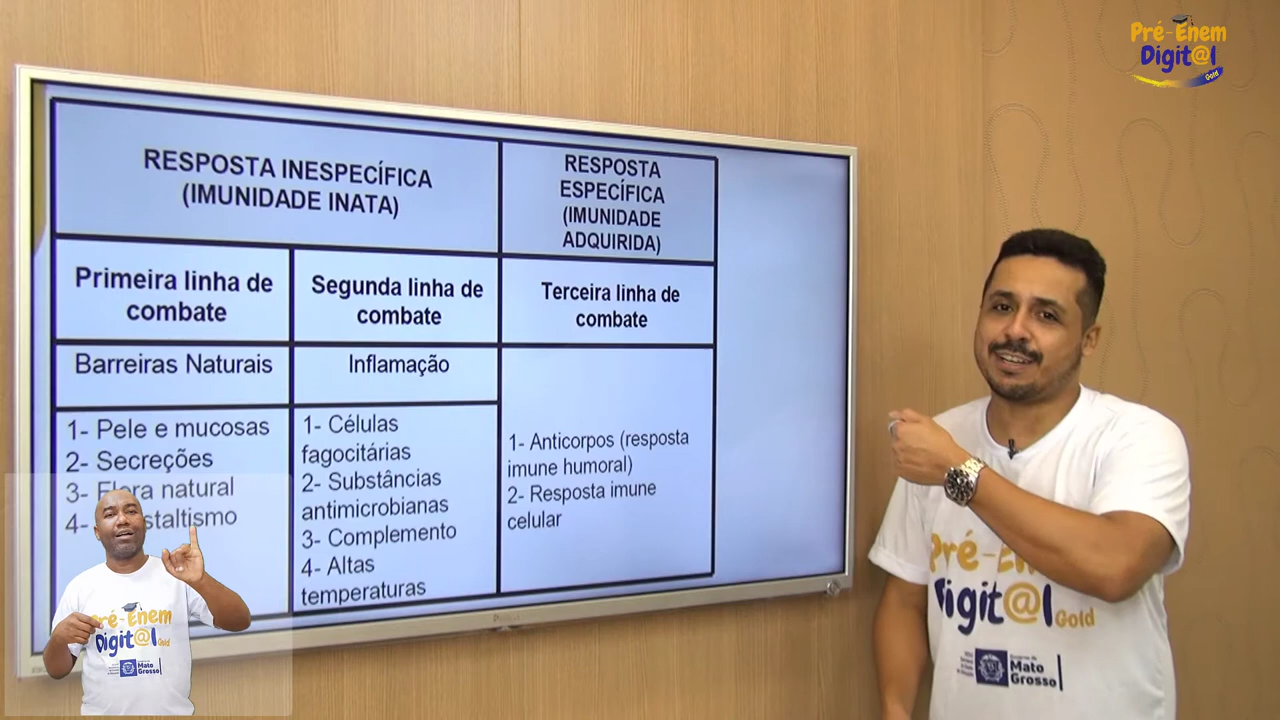 Pré-Enem
Digit@l
Gold
RESPOSTA INESPECÍFICA
(IMUNIDADE INATA)
RESPOSTA
ESPECÍFICA
(IMUNIDADE
ADQUIRIDA)
Primeira linha de
combate
Segunda linha de
combate
Terceira linha de
combate
Barreiras Naturais
Inflamação
1- Pele e mucosas
2- Secreções
3- Flora natural
4-
1- Células
fagocitárias
2- Substâncias
antimicrobianas
3- Complemento
4- Altas
temperaturas
1- Anticorpos (resposta
imune humoral)
2- Resposta imune
celular
Pré-Enem
Digit@l
Gold
Mato
Grosso
Pré-Enem
Digit@l
Gold
Governo de
Mato
Grosso